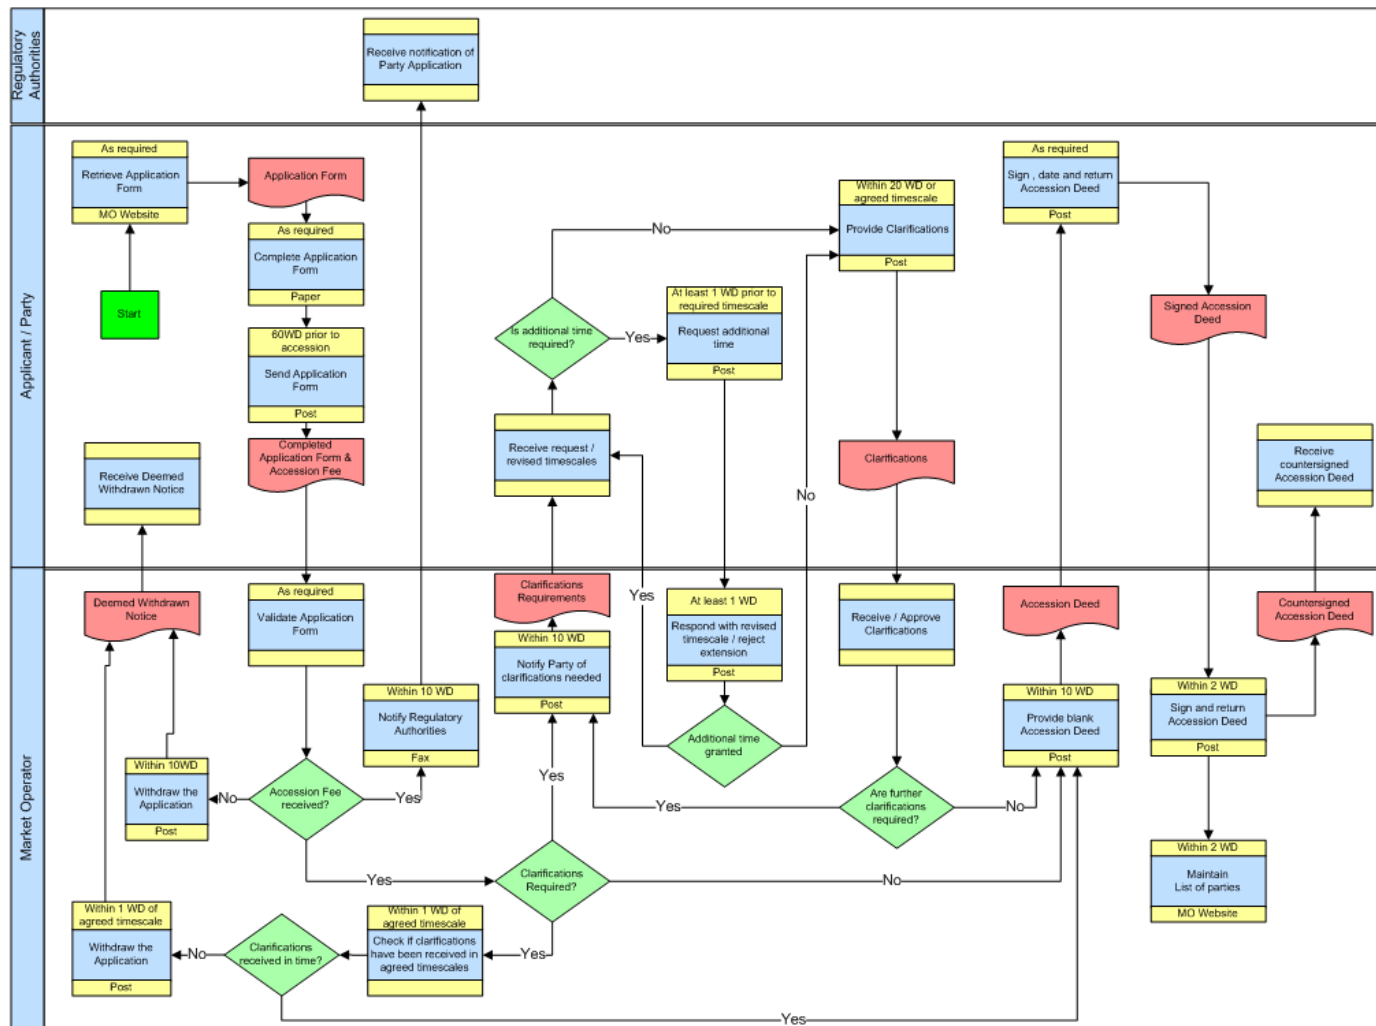 Regulatory
Authorities
Receive notification of
Party Application
Applicant / Party
As required
Retrieve Application
Form
MO Website
Start
Application Form
As required
Complete Application
Form
Paper
60WD prior to
accession
Send Application
Form
Post
Completed
Application Form &
Accession Fee
Receive Deemed
Withdrawn Notice
No
Is additional time
required?
Yes
At least 1 WD prior to
required timescale
Request additional
time
Post
Receive request /
revised timescales
Within 20 WD or
agreed timescale
Provide Clarifications
Post
Clarifications
No
As required
Sign , date and return
Accession Deed
Post
Signed Accession
Deed
Receive
countersigned
Accession Deed
Market Operator
Deemed Withdrawn
Notice
As required
Validate Application
Form
Within 10WD
Withdraw the
Application
Post
No
Accession Fee
received?
Yes
Within 10 WD
Notify Regulatory
Authorities
Fax
Clarifications
Requirements
Within 10 WD
Notify Party of
clarifications needed
Post
Yes
At least 1 WD
Respond with revised
timescale / reject
extension
Post
Additional time
granted
Receive / Approve
Clarifications
Yes
Are further
clarifications
required?
No
Accession Deed
Within 10 WD
Provide blank
Accession Deed
Post
Countersigned
Accession Deed
Within 2 WD
Sign and return
Accession Deed
Post
Within 2 WD
Maintain
List of parties
MO Website
Yes
Yes
Clarifications
Required?
No
Yes
Within 1 WD of
agreed timescale
Withdraw the
Application
Post
No
Clarifications
received in time?
Within 1 WD of
agreed timescale
Check if clarifications
have been received in
agreed timescales
Yes